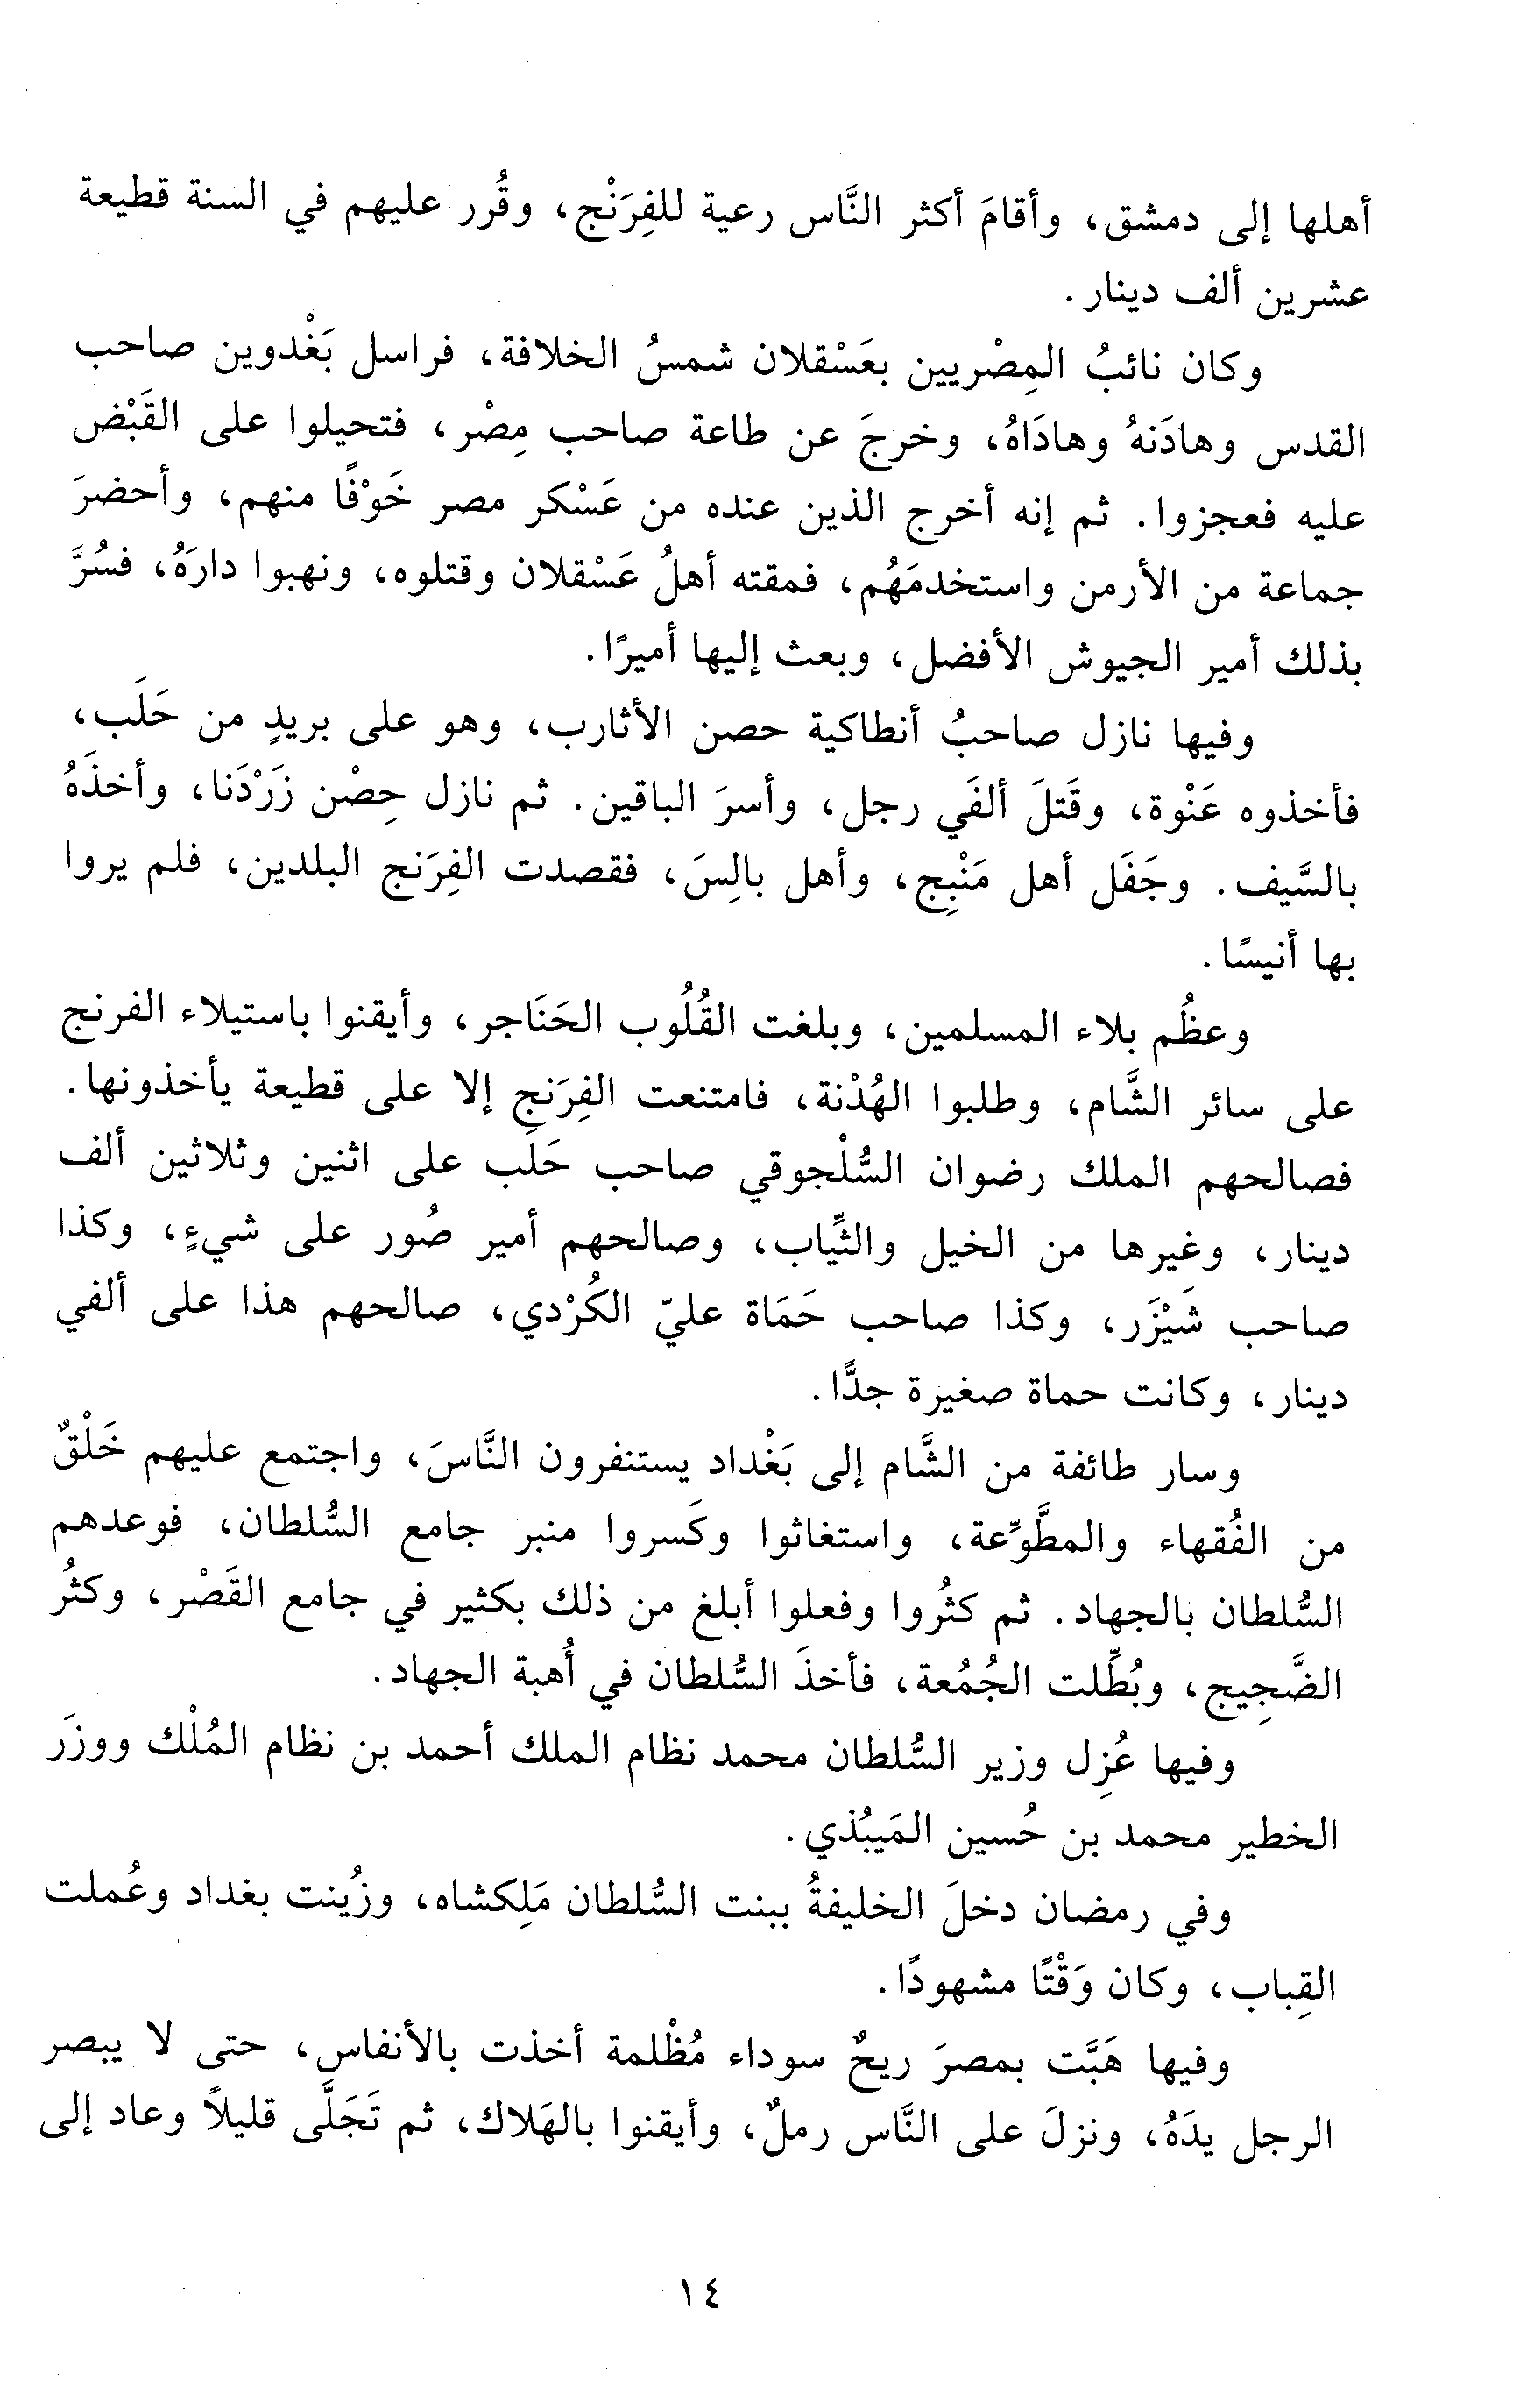 أهلها إلى دمشق، وأقامَ أكثر النَّاس رعية للفِرَنْج، وقُرر عليهم في السنة قطيعة
عشرين ألف دينار.
وكان نائبُ المِصْريين بعَسْقلان شمسُ الخلافة، فراسل بَغْدوين صاحب
القدس وهادَنهُ وهادَاهُ، وخرجَ عن طاعة صاحب مِصْر، فتحيلوا على القَبْض
عليه فعجزوا. ثم إنه أخرج الذين عنده من عَسْكر مصر خَوْفًا منهم، وأحضرَ
جماعة من الأرمن واستخدمَهُم، فمقته أهلُ عَسْقلان وقتلوه، ونهبوا دارَهُ، فسُرَّ
بذلك أمير الجيوش الأفضل، وبعث إليها أميرًا.
وفيها نازل صاحبُ أنطاكية حصن الأثارب، وهو على بريدٍ من حَلَب،
فأخذوه عَنْوة، وقَتلَ ألفَي رجل، وأسرَ الباقين. ثم نازل حِصْن زَرْدَنا، وأخذَهُ
بالسَّيف. وجَفَل أهل مَنْبِج، وأهل بالِسَ، فقصدت الفِرَنج البلدين، فلم يروا
بها أنيسًا.
وعظُم بلاء المسلمين، وبلغت القُلُوب الحَنَاجر، وأيقنوا باستيلاء الفرنج
على سائر الشَّام، وطلبوا الهُدْنة، فامتنعت الفِرَنج إلا على قطيعة يأخذونها.
فصالحهم الملك رضوان السُّلْجوقي صاحب حَلَب على اثنين وثلاثين ألف
دينار، وغيرها من الخيل والثِّياب، وصالحهم أمير صُور على شيءٍ، وكذا
صاحب شَيْزَر، وكذا صاحب حَمَاة عليّ الكُرْدي، صالحهم هذا على ألفي
دينار، وكانت حماة صغيرة جدًّا.
وسار طائفة من الشَّام إلى بَغْداد يستنفرون النَّاسَ، واجتمع عليهم خَلْقٌ
من الفُقهاء والمطَّوِّعة، واستغاثوا وكَسروا منبر جامع السُّلطان، فوعدهم
السُّلطان بالجهاد. ثم كثُروا وفعلوا أبلغ من ذلك بكثير في جامع القَصْر، وكثُر
الضَّجِيج، وبُطِّلت الجُمُعة، فأخذَ السُّلطان في أُهبة الجهاد.
وفيها عُزِل وزير السُّلطان محمد نظام الملك أحمد بن نظام المُلْك ووزَر
الخطير محمد بن حُسين المَيبُذي.
وفي رمضان دخلَ الخليفةُ ببنت السُّلطان مَلِكشاه، وزُينت بغداد وعُملت
القِباب، وكان وَقْتًا مشهودًا.
وفيها هَبَّت بمصرَ ريحٌ سوداء مُظْلمة أخذت بالأنفاس، حتى لا يبصر
الرجل يدَهُ، ونزلَ على النَّاس رملٌ، وأيقنوا بالهَلاك، ثم تَجَلَّى قليلاً وعاد إلى
١٤